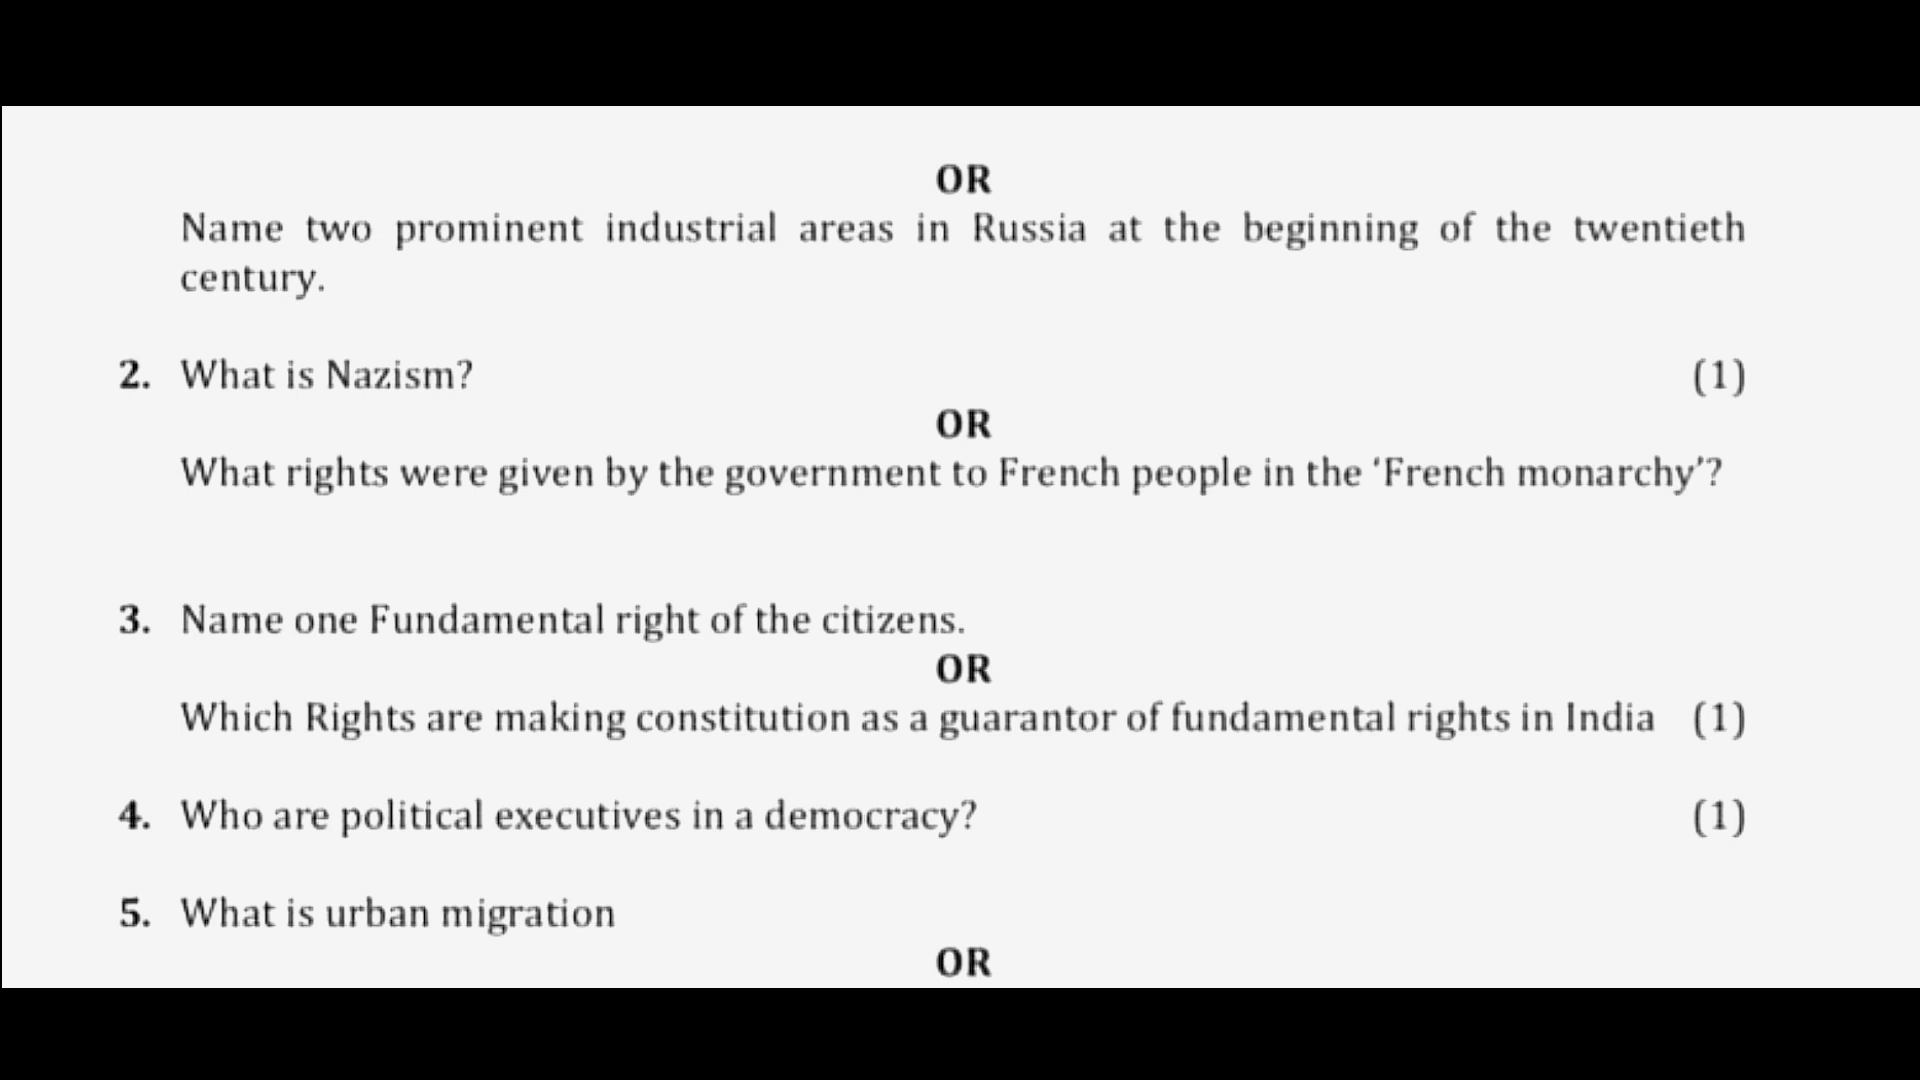 OR
Name two prominent industrial areas in Russia at the beginning of the twentieth
century.
2. What is Nazism? (1)
OR
What rights were given by the government to French people in the ‘French monarchy’?
3. Name one Fundamental right of the citizens.
OR
Which Rights are making constitution as a guarantor of fundamental rights in India (1)
4. Who are political executives in a democracy? (1)
5. What is urban migration
OR